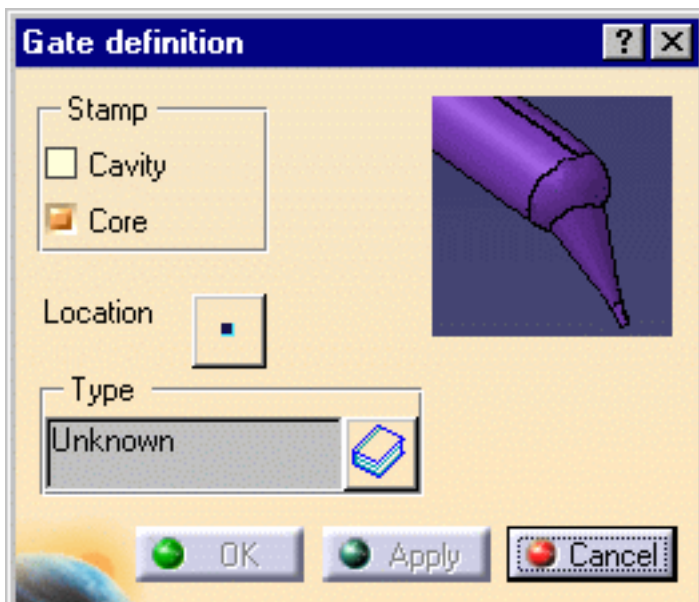 Gate definition
Stamp
Cavity
Core
Location
Type
Unknown
OK
Apply
Cancel